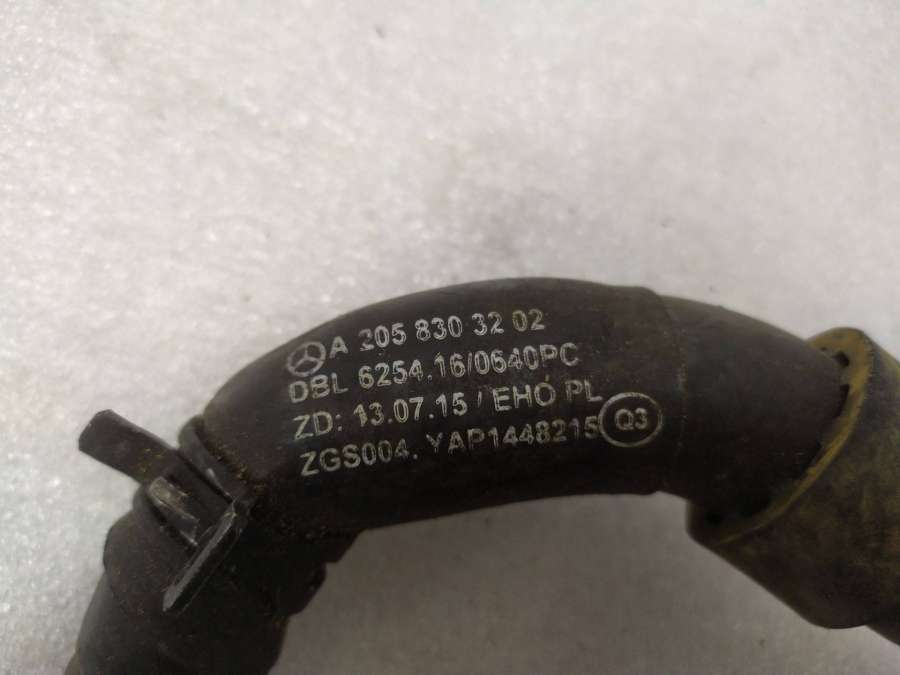 A 205 830 32 02
DBL 6254.16/0640PC
ZD: 13.07.15 / EHO PL
ZGS004. YAP1448215 Q3